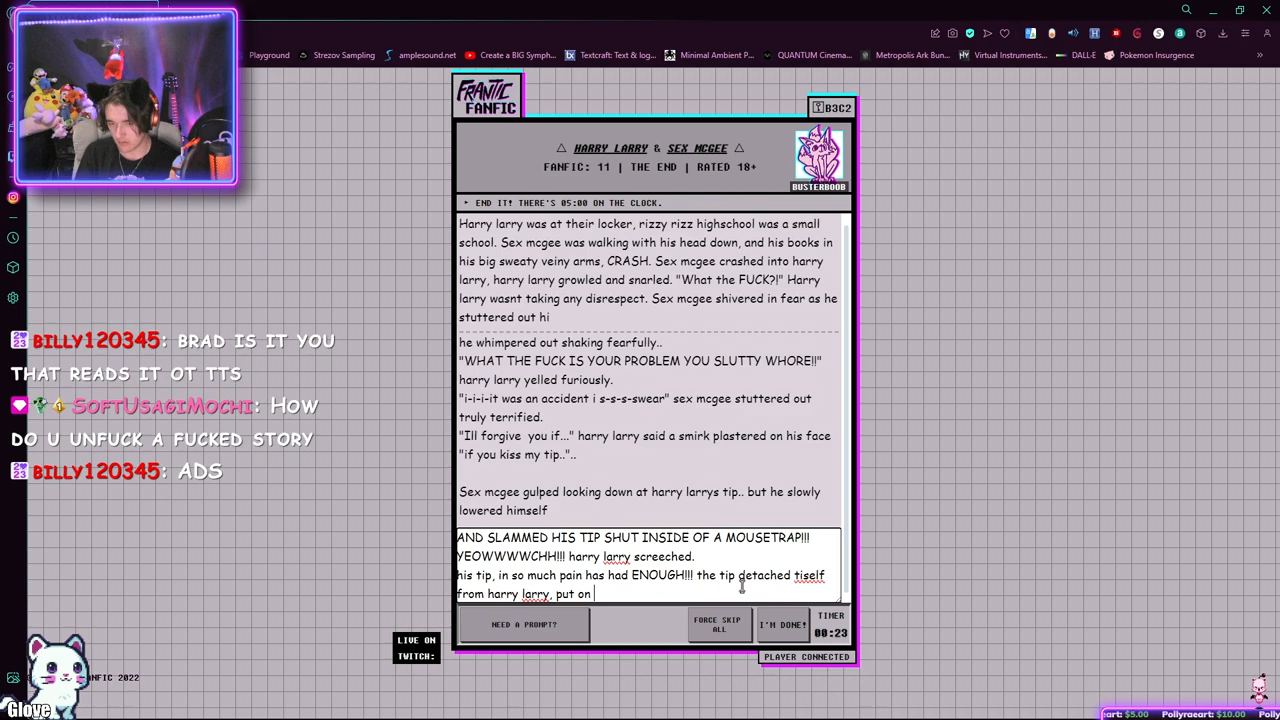 Playground
Strezov Sampling
amplesound.net
Create a BIG Symph...
Textcraft: Text & log...
Minimal Ambient P...
QUANTUM Cinema...
Metropolis Ark Bun...
Virtual Instruments...
DALL-E
Pokemon Insurgence
FRANTIC
FANFIC
B3C2
△ HARRY LARRY & SEX MCGEE △
FANFIC: 11 | THE END | RATED 18+
BUSTERBOOB
▸ END IT! THERE'S 05:00 ON THE CLOCK.
Harry larry was at their locker, rizzy rizz highschool was a small
school. Sex mcgee was walking with his head down, and his books in
his big sweaty veiny arms, CRASH. Sex mcgee crashed into harry
larry, harry larry growled and snarled. "What the FUCK?!" Harry
larry wasnt taking any disrespect. Sex mcgee shivered in fear as he
stuttered out hi
he whimpered out shaking fearfully..
"WHAT THE FUCK IS YOUR PROBLEM YOU SLUTTY WHORE!!"
harry larry yelled furiously.
"i-i-it was an accident i s-s-s-swear" sex mcgee stuttered out
truly terrified.
"Ill forgive  you if..." harry larry said a smirk plastered on his face
"if you kiss my tip.."..
Sex mcgee gulped looking down at harry larrys tip.. but he slowly
lowered himself
AND SLAMMED HIS TIP SHUT INSIDE OF A MOUSETRAP!!!
YEOWWWWCHH!!! harry larry screeched.
his tip, in so much pain has had ENOUGH!!! the tip detached tiself
from harry larry, put on
NEED A PROMPT?
FORCE SKIP
ALL
I'M DONE!
TIMER
00:23
PLAYER CONNECTED
LIVE ON
TWITCH:
BILLY120345: BRAD IS IT YOU
THAT READS IT OT TTS
SOFTUSAGIMOCHI: HOW
DO U UNFUCK A FUCKED STORY
BILLY120345: ADS
ANFIC 2022
Glove
eart: $5.00 Pollyraeart: $10.00 Polly